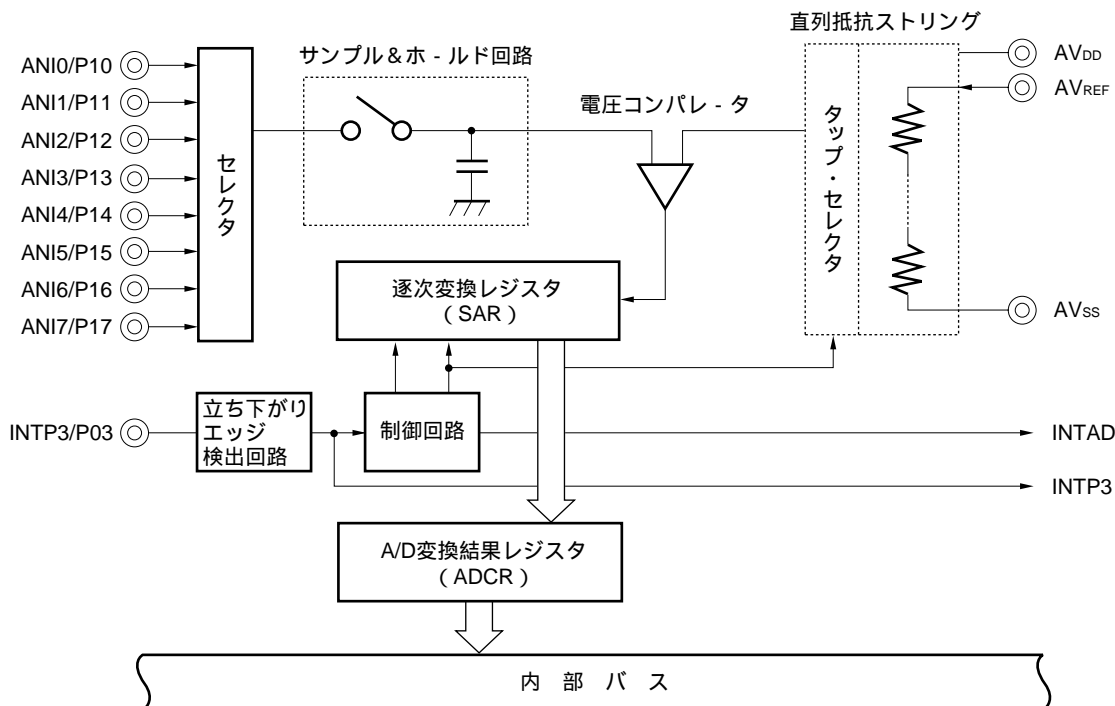 直列抵抗ストリング
サンプル＆ホ-ルド回路
電圧コンパレ-タ
ANI0/P10
ANI1/P11
ANI2/P12
ANI3/P13
ANI4/P14
ANI5/P15
ANI6/P16
ANI7/P17
セレクタ
タップ・セレクタ
AVDD
AVREF
AVSS
逐次変換レジスタ
（SAR）
INTP3/P03
立ち下がり
エッジ
検出回路
制御回路
INTAD
INTP3
A/D変換結果レジスタ
（ADCR）
内部バス